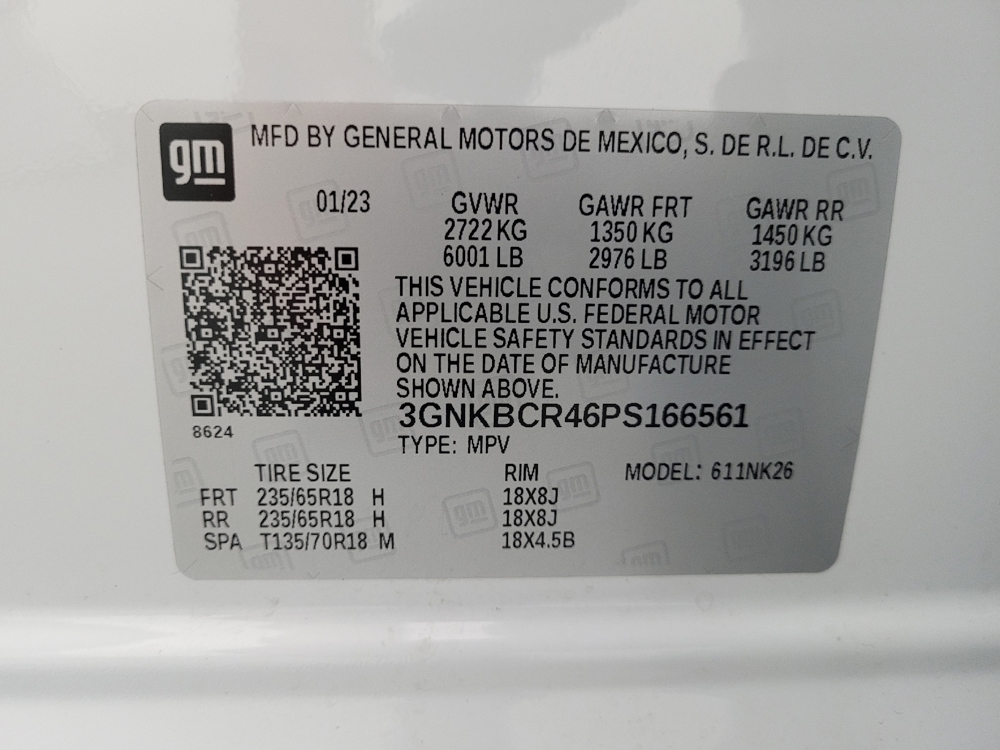 gm MFD BY GENERAL MOTORS DE MEXICO, S. DE R.L. DE C.V.
01/23 GVWR GAWR FRT GAWR RR
2722 KG 1350 KG 1450 KG
6001 LB 2976 LB 3196 LB
THIS VEHICLE CONFORMS TO ALL
APPLICABLE U.S. FEDERAL MOTOR
VEHICLE SAFETY STANDARDS IN EFFECT
ON THE DATE OF MANUFACTURE
SHOWN ABOVE.
3GNKBCR46PS166561
8624
TYPE: MPV
TIRE SIZE RIM MODEL: 611NK26
FRT 235/65R18 H 18X8J
RR 235/65R18 H 18X8J
SPA T135/70R18 M 18X4.5B